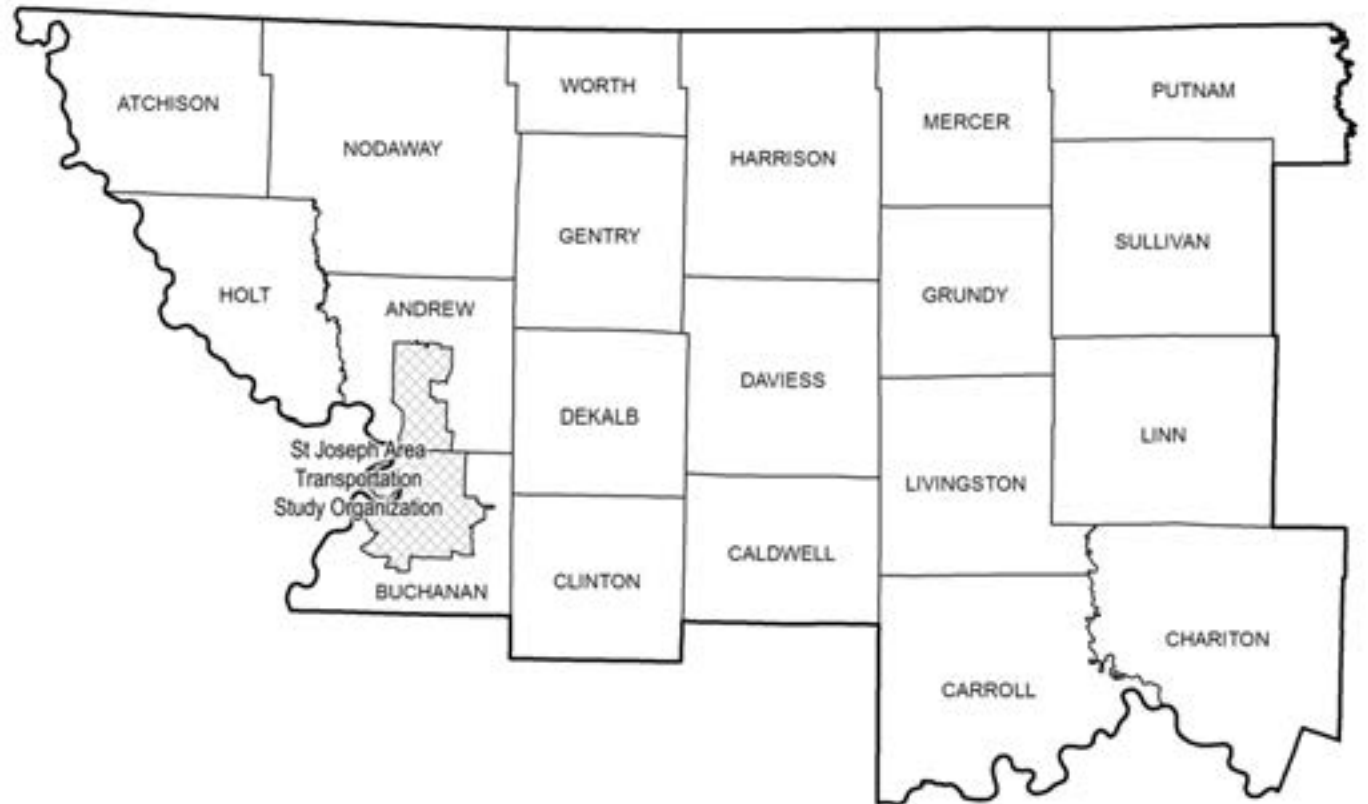 WORTH
PUTNAM
ATCHISON
MERCER
NODAWAY
HARRISON
GENTRY
SULLIVAN
HOLT
GRUNDY
ANDREW
DAVIESS
DEKALB
LINN
St Joseph Area
Transportation
Study Organization
LIVINGSTON
CALDWELL
CLINTON
BUCHANAN
CHARITON
CARROLL